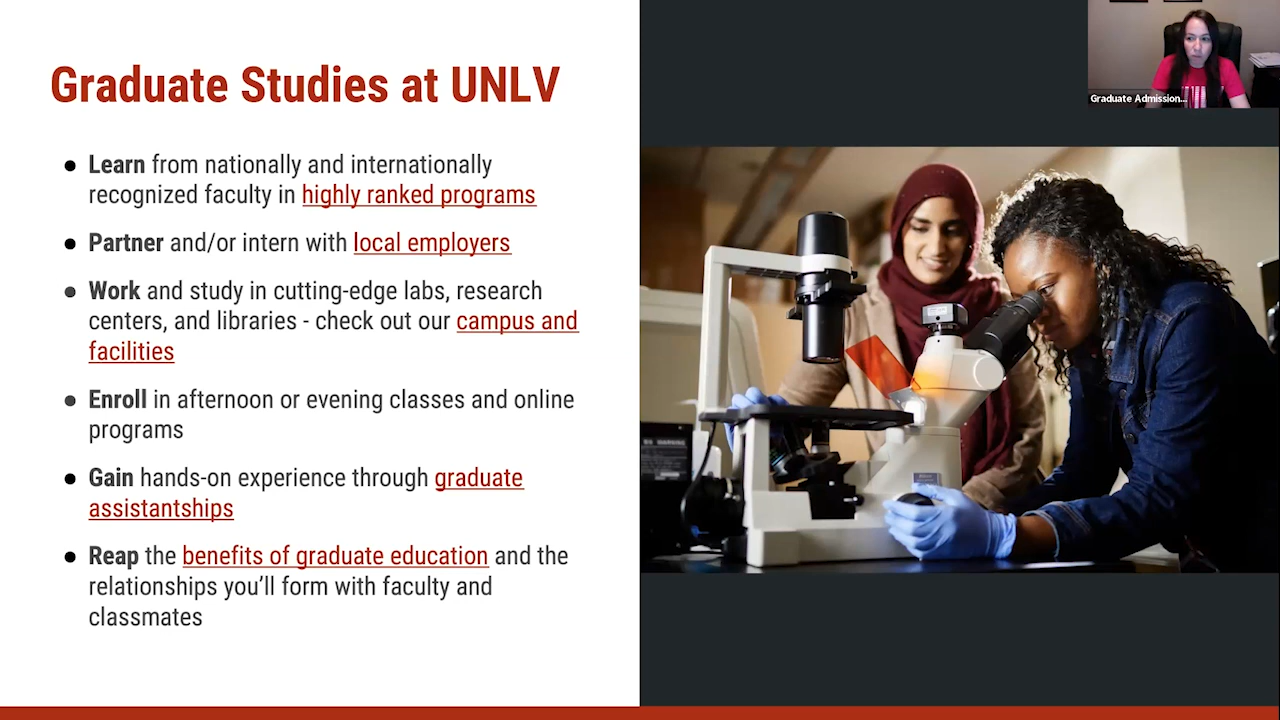 Graduate Studies at UNLV
● Learn from nationally and internationally
recognized faculty in highly ranked programs
● Partner and/or intern with local employers
● Work and study in cutting-edge labs, research
centers, and libraries - check out our campus and
facilities
● Enroll in afternoon or evening classes and online
programs
● Gain hands-on experience through graduate
assistantships
● Reap the benefits of graduate education and the
relationships you’ll form with faculty and
classmates
Graduate Admission...